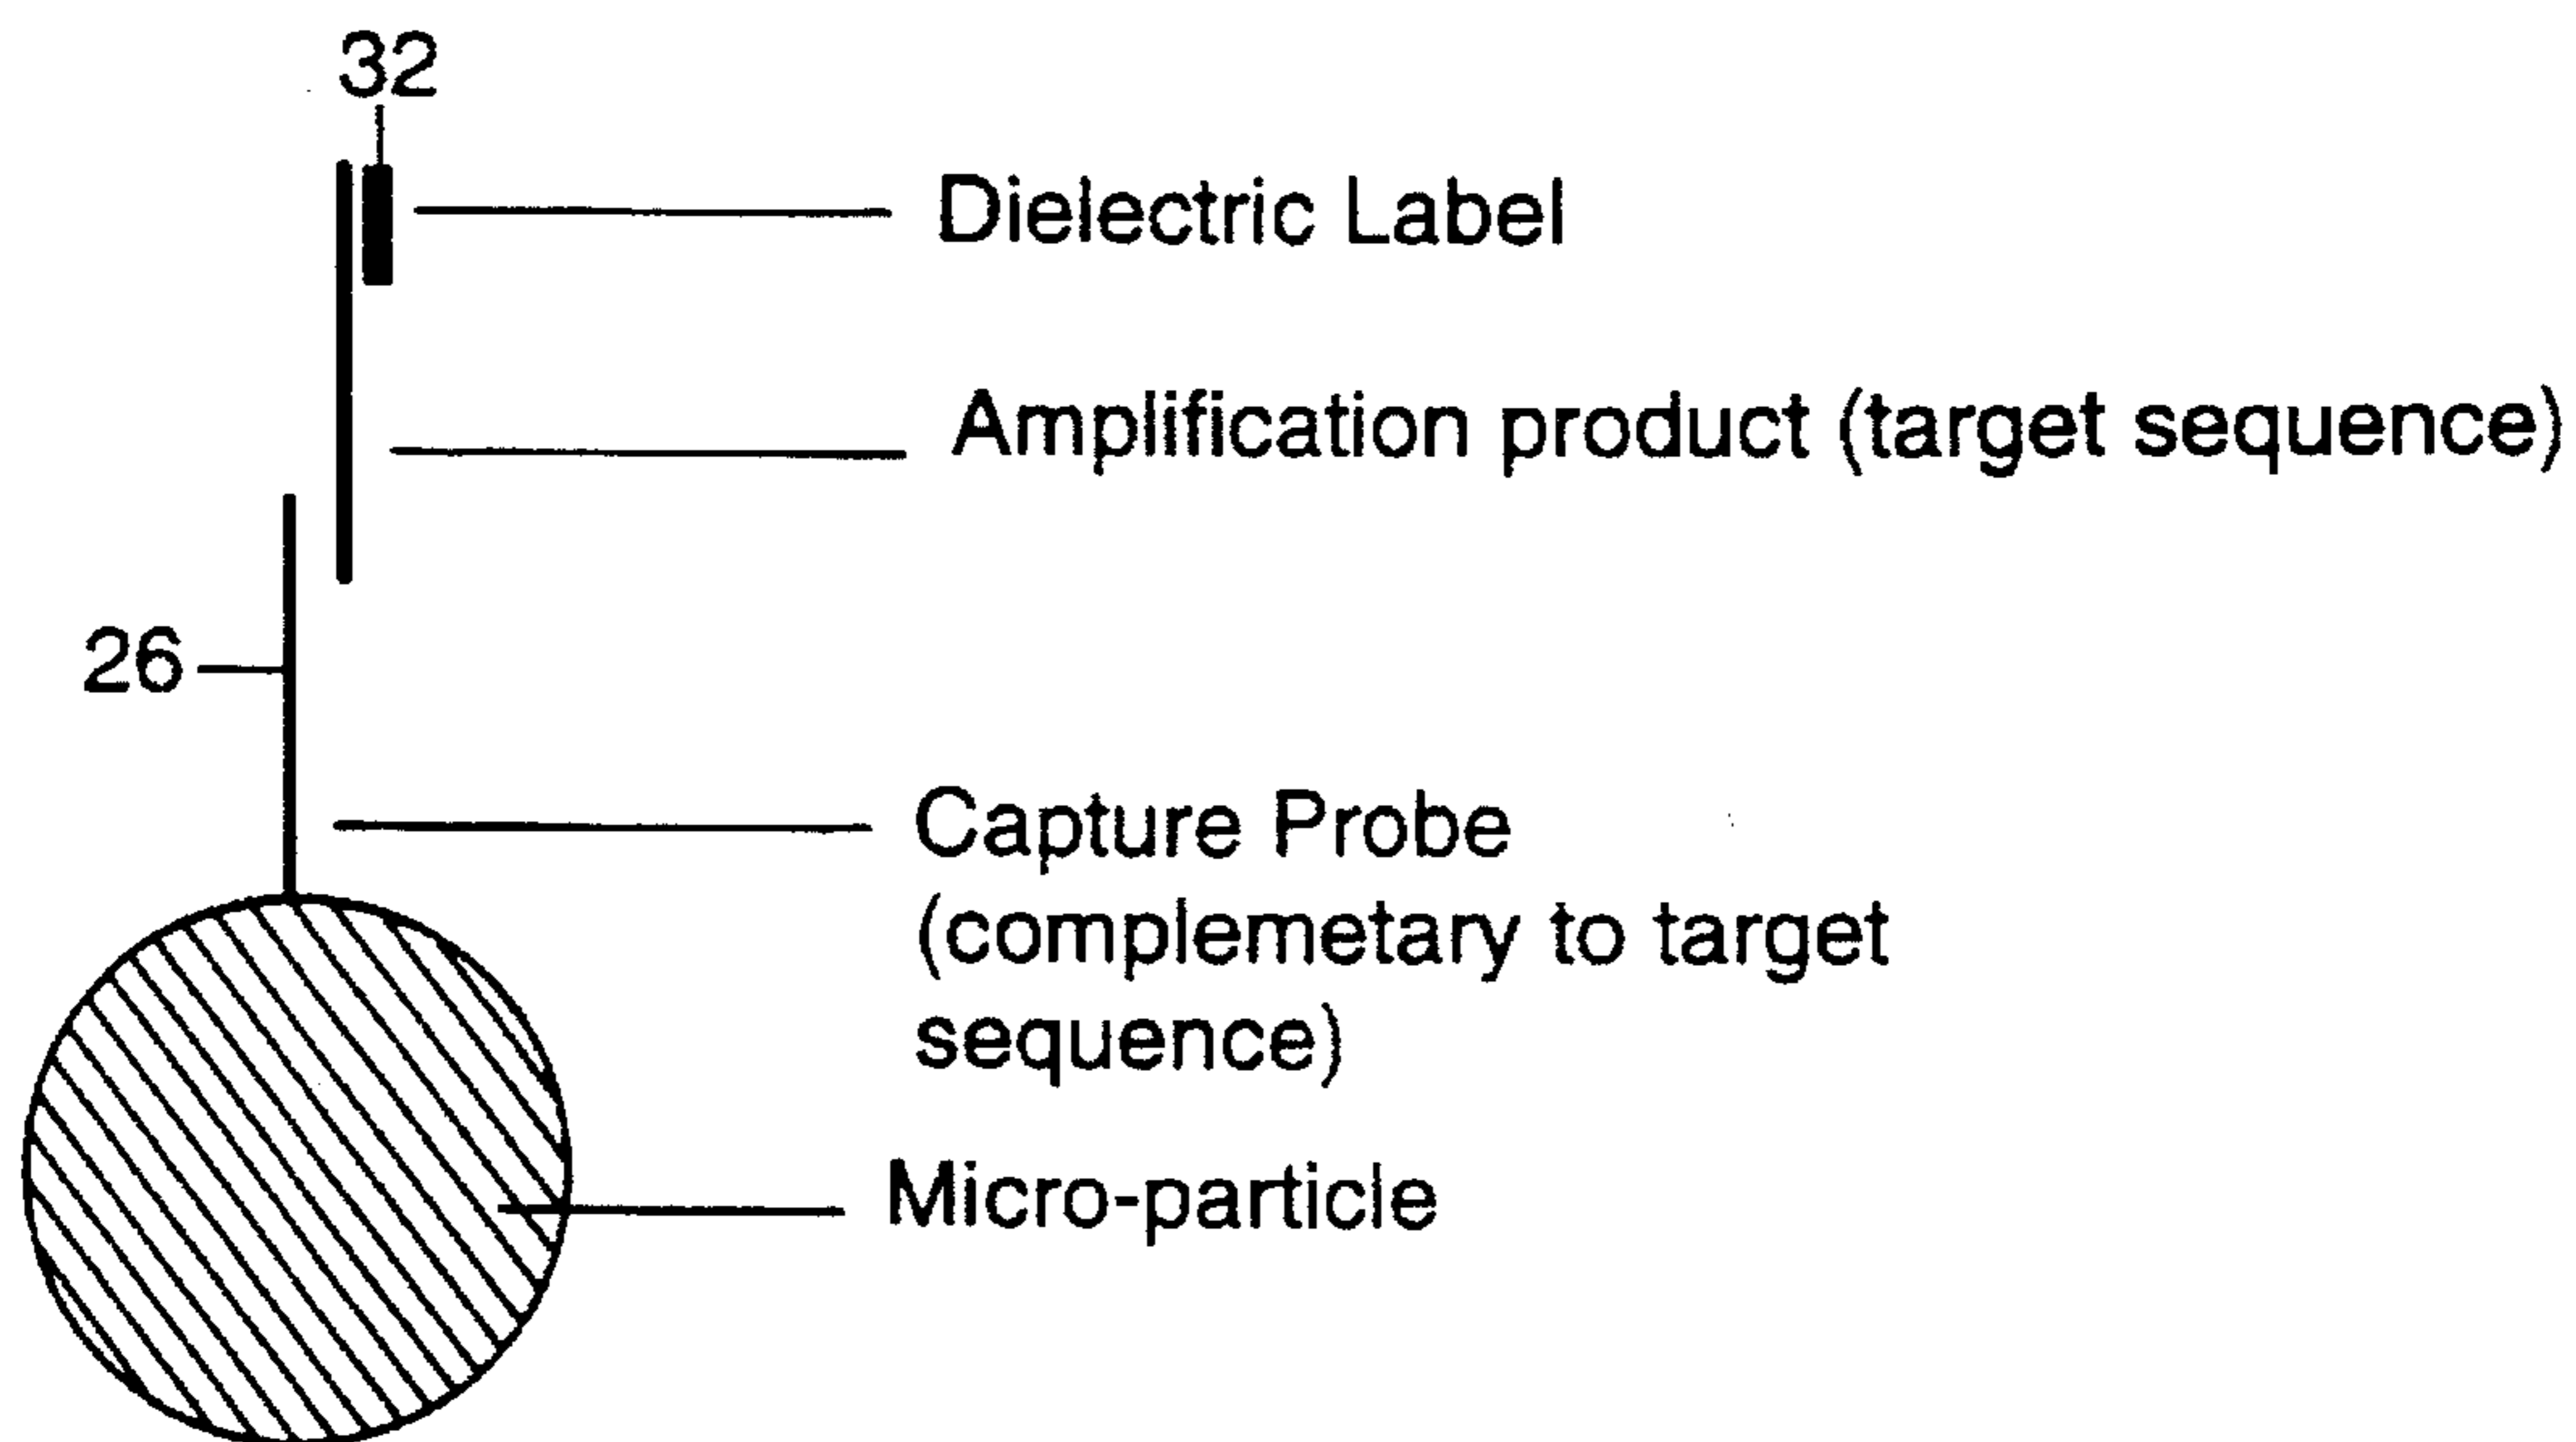 32
Dielectric Label
Amplification product (target sequence)
26
Capture Probe
(complemetary to target
sequence)
Micro-particle